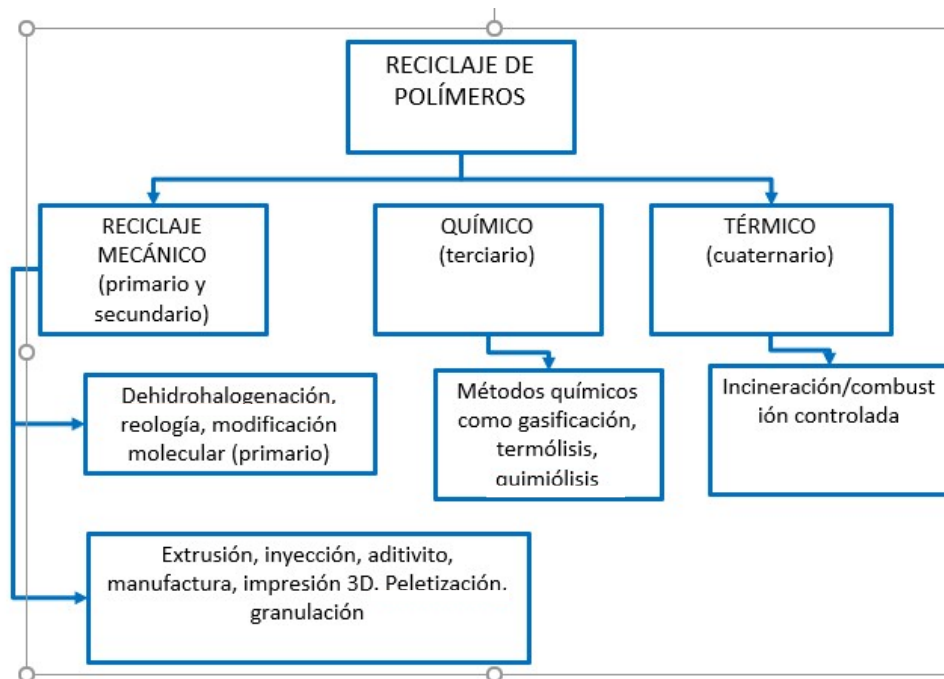 RECICLAJE DE
POLÍMEROS
RECICLAJE
MECÁNICO
(primario y
secundario)
QUÍMICO
(terciario)
TÉRMICO
(cuaternario)
Dehidrohalogenación,
reología, modificación
molecular (primario)
Métodos químicos
como gasificación,
termólisis,
quimiólisis
Incineración/combust
ión controlada
Extrusión, inyección, aditivito,
manufactura, impresión 3D. Peletización,
granulación